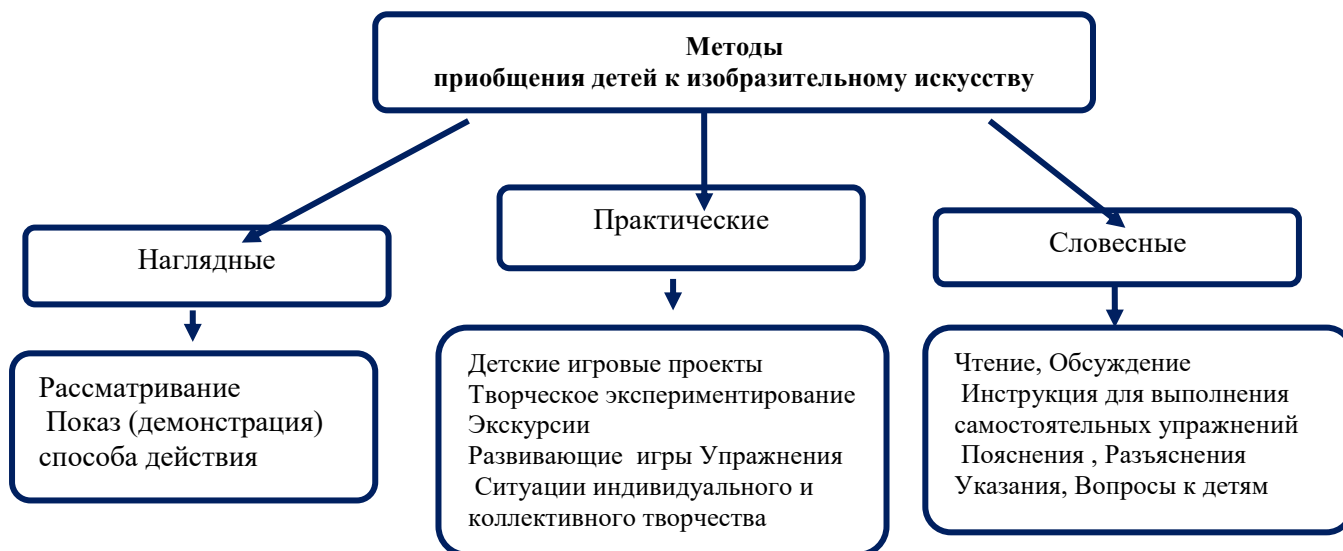 Методы
приобщения детей к изобразительному искусству
Наглядные
Практические
Словесные
Рассматривание
Показ (демонстрация)
способа действия
Детские игровые проекты
Творческое экспериментирование
Экскурсии
Развивающие игры Упражнения
Ситуации индивидуального и
коллективного творчества
Чтение, Обсуждение
Инструкция для выполнения
самостоятельных упражнений
Пояснения , Разъяснения
Указания, Вопросы к детям